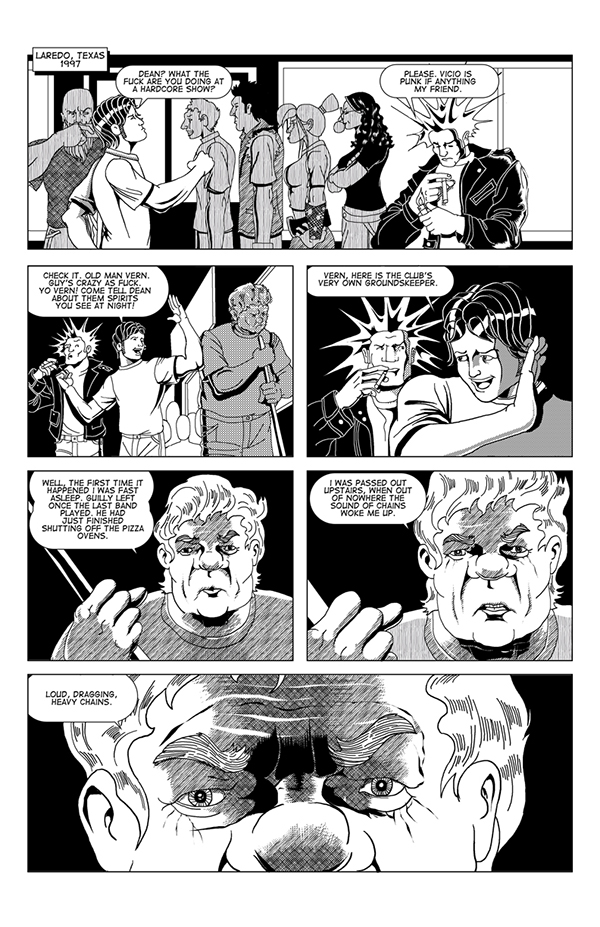 LAREDO, TEXAS
1997
DEAN? WHAT THE
FUCK ARE YOU DOING AT
A HARDCORE SHOW?
PLEASE. VICIO IS
PUNK IF ANYTHING
MY FRIEND.
CHECK IT. OLD MAN VERN.
GUY'S CRAZY AS FUCK.
YO VERN! COME TELL DEAN
ABOUT THEM SPIRITS
YOU SEE AT NIGHT!
VERN, HERE IS THE CLUB'S
VERY OWN GROUNDSKEEPER.
WELL, THE FIRST TIME IT
HAPPENED I WAS FAST
ASLEEP. GUILLY LEFT
ONCE THE LAST BAND
PLAYED. HE HAD
JUST FINISHED
SHUTTING OFF THE PIZZA
OVENS.
I WAS PASSED OUT
UPSTAIRS, WHEN OUT
OF NOWHERE THE
SOUND OF CHAINS
WOKE ME UP.
LOUD, DRAGGING,
HEAVY CHAINS.